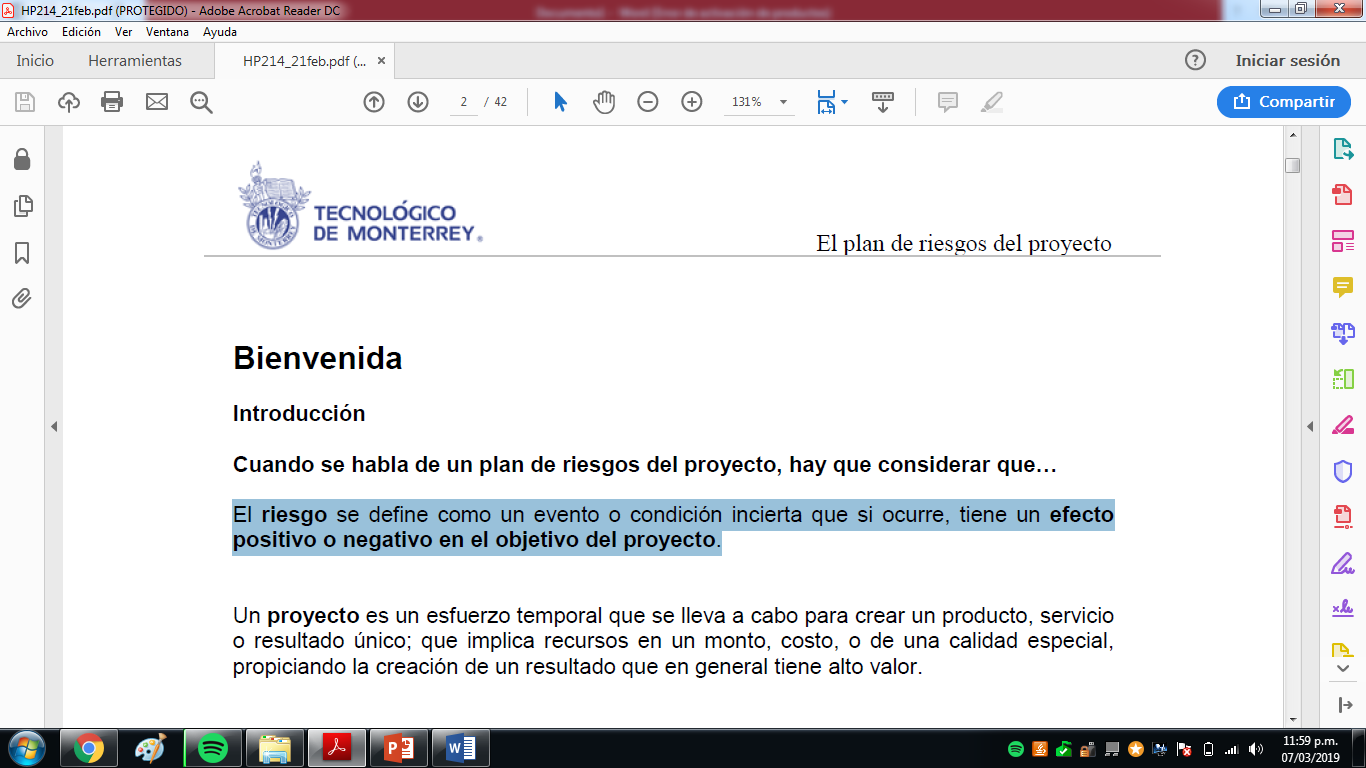 HP214_21feb.pdf (PROTEGIDO) - Adobe Acrobat Reader DC
Archivo Edición Ver Ventana Ayuda
Inicio Herramientas HP214_21feb.pdf (... Iniciar sesión
2 / 42 131% Compartir
TECNOLÓGICO
DE MONTERREY®
El plan de riesgos del proyecto
Bienvenida
Introducción
Cuando se habla de un plan de riesgos del proyecto, hay que considerar que…
El riesgo se define como un evento o condición incierta que si ocurre, tiene un efecto
positivo o negativo en el objetivo del proyecto.
Un proyecto es un esfuerzo temporal que se lleva a cabo para crear un producto, servicio
o resultado único; que implica recursos en un monto, costo, o de una calidad especial,
propiciando la creación de un resultado que en general tiene alto valor.
11:59 p.m.
07/03/2019